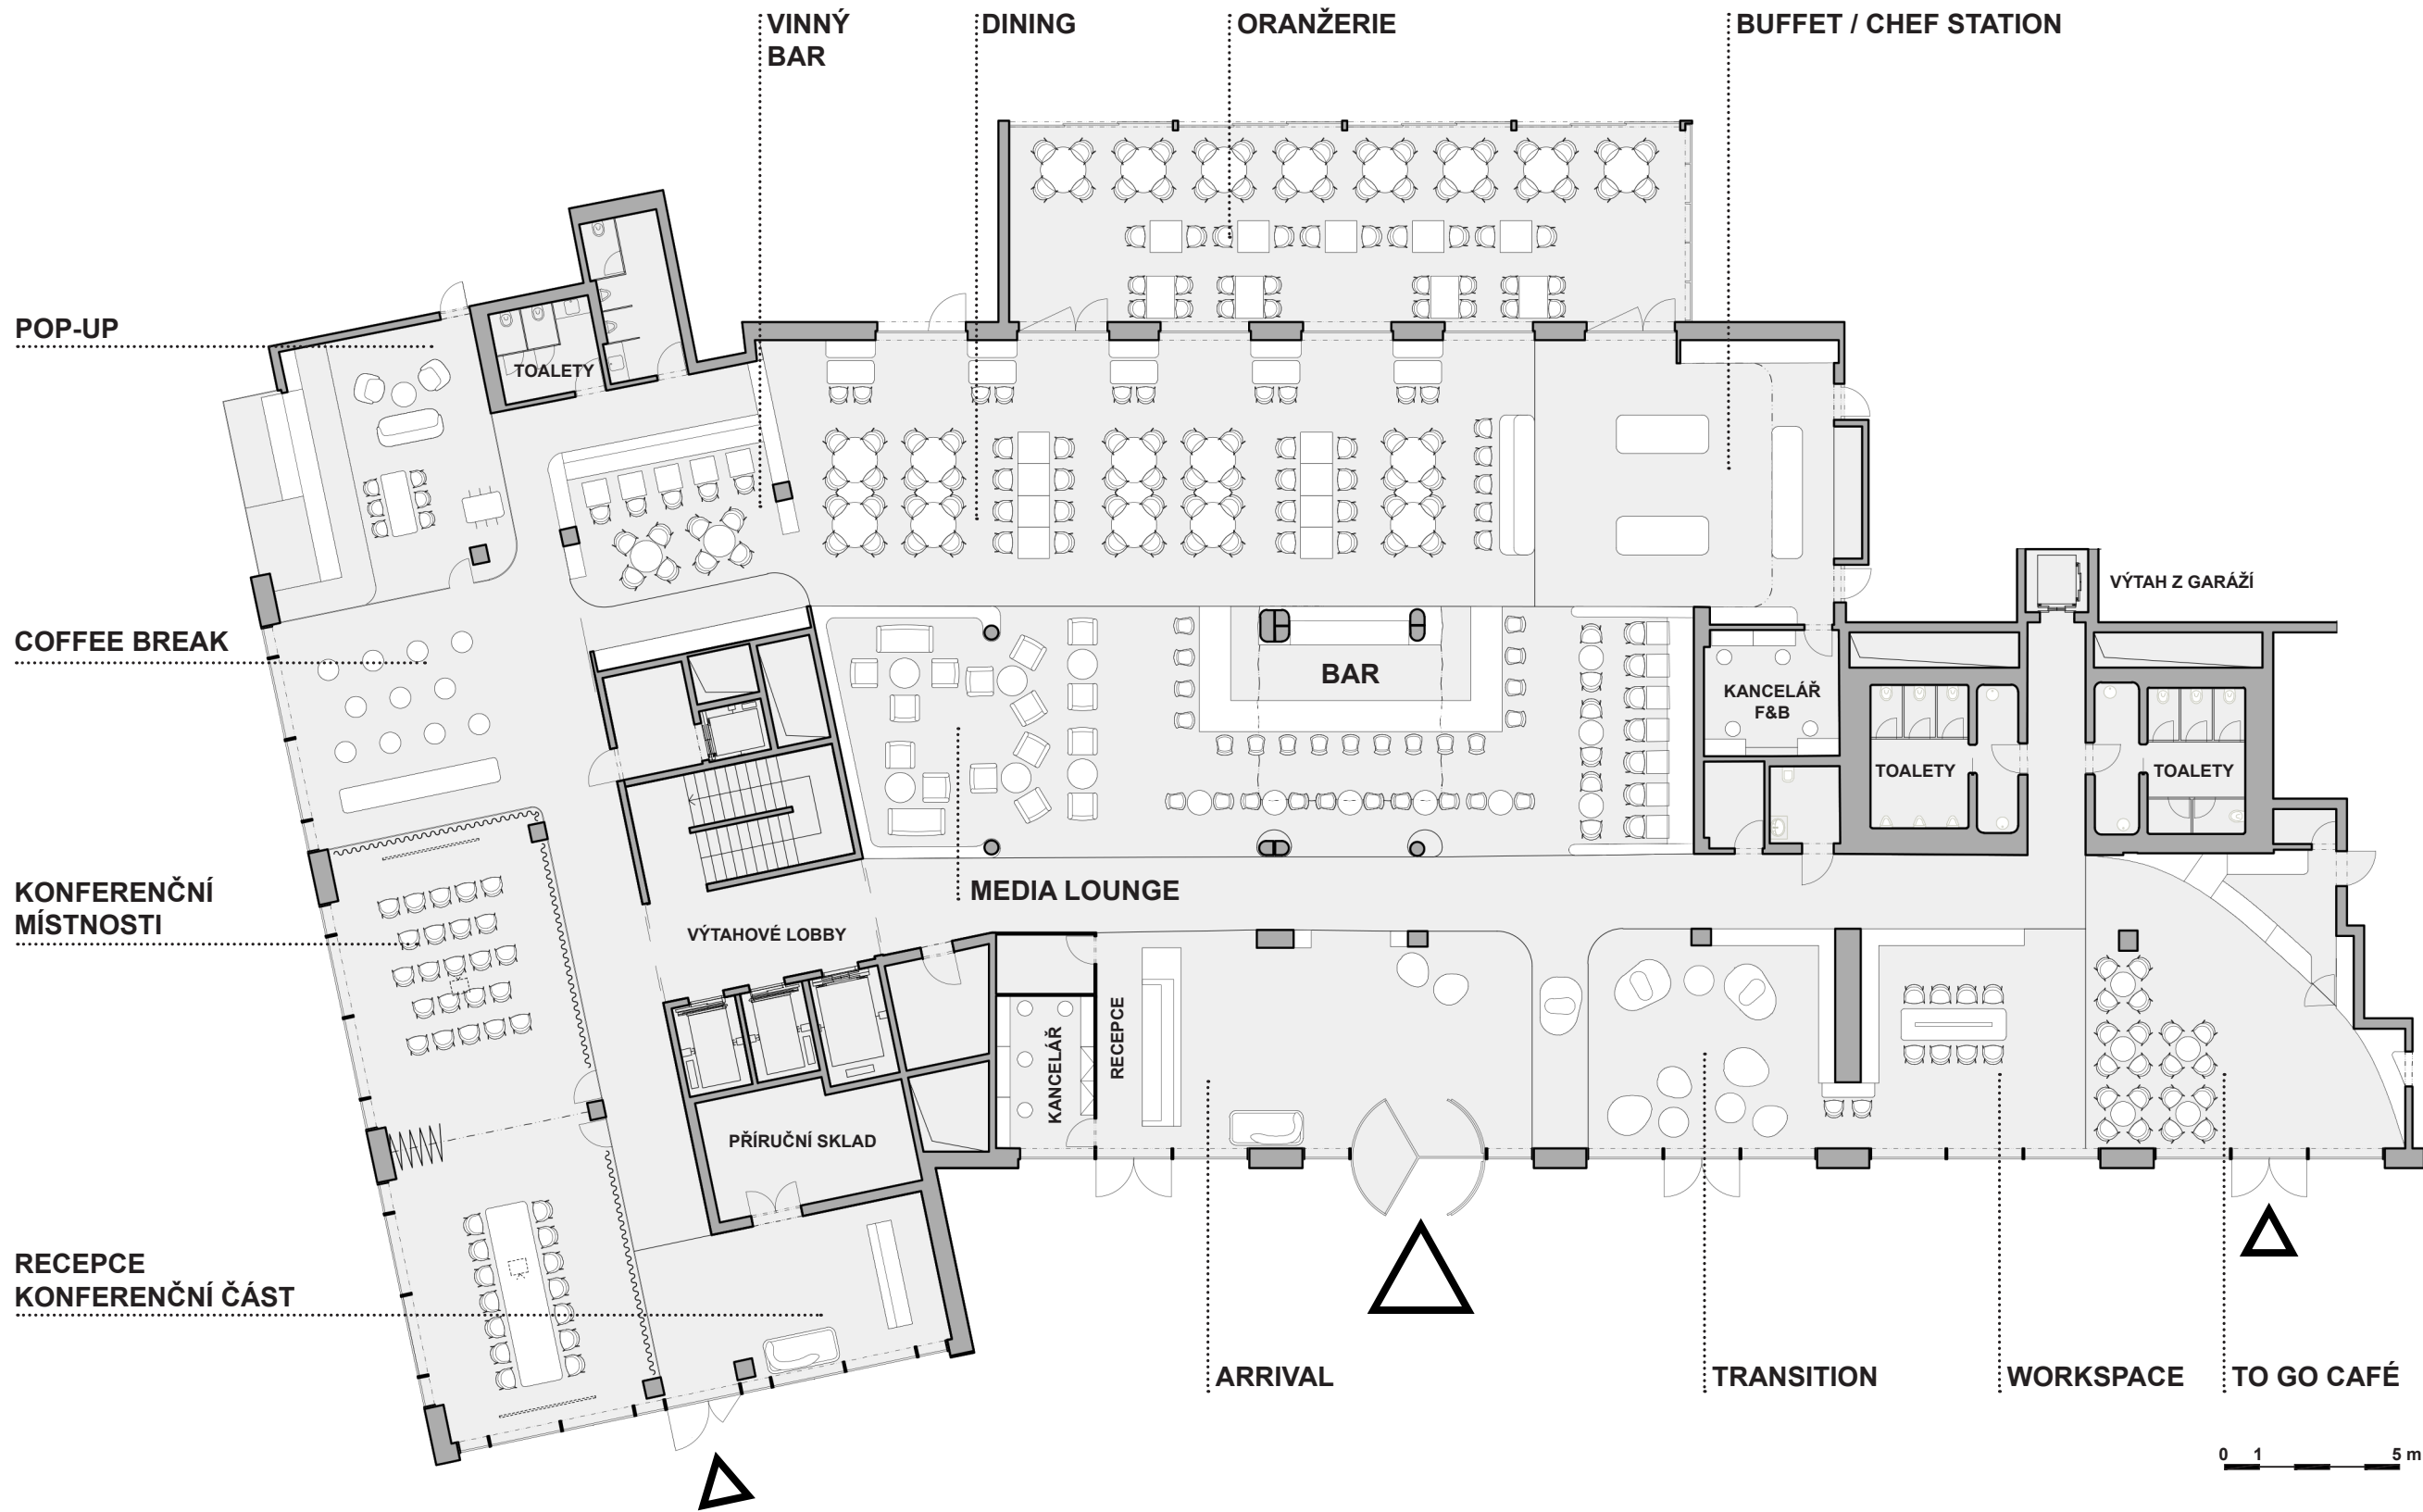 VINNÝ
BAR
DINING
ORANŽERIE
BUFFET / CHEF STATION
POP-UP
TOALETY
VÝTAH Z GARÁŽÍ
COFFEE BREAK
BAR
KANCELÁŘ
F&B
TOALETY
TOALETY
KONFERENČNÍ
MÍSTNOSTI
MEDIA LOUNGE
VÝTAHOVÉ LOBBY
KANCELÁŘ
RECEPCE
PŘÍRUČNÍ SKLAD
RECEPCE
KONFERENČNÍ ČÁST
ARRIVAL
TRANSITION
WORKSPACE
TO GO CAFÉ
0 1 5 m